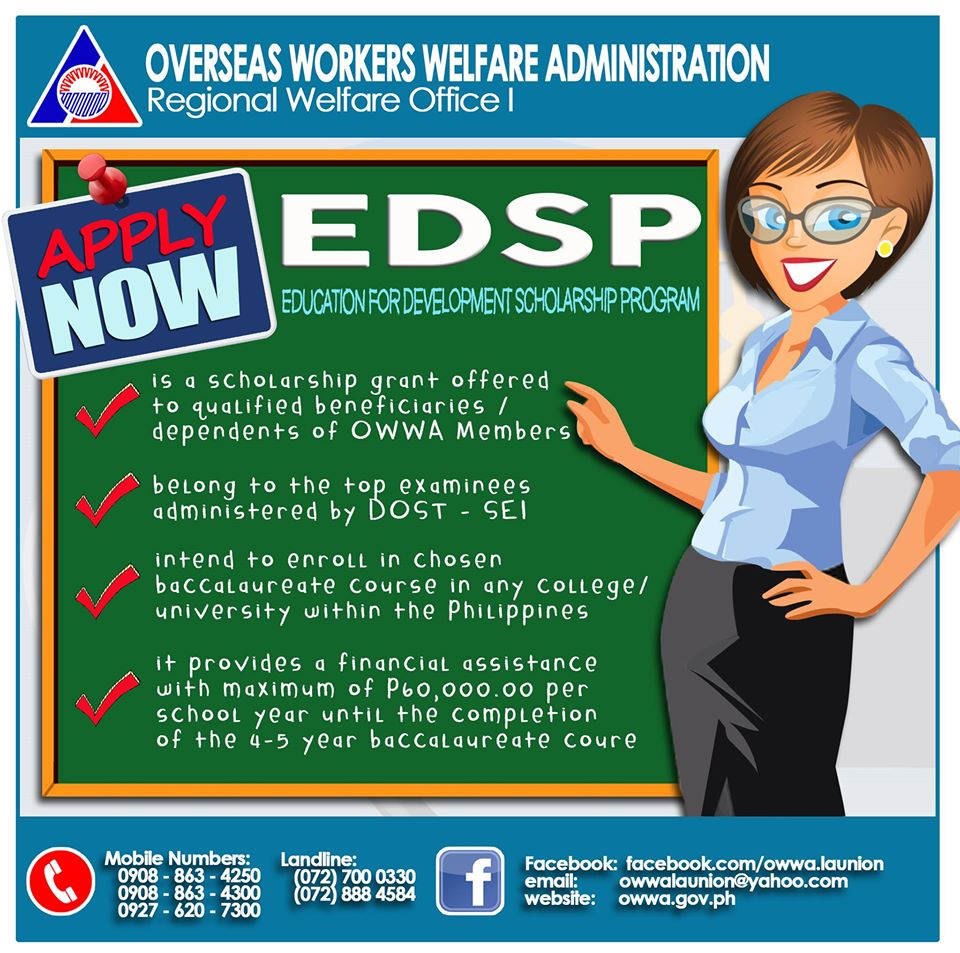 OVERSEAS WORKERS WELFARE ADMINISTRATION
Regional Welfare Office I
APPLY
NOW
EDSP
EDUCATION FOR DEVELOPMENT SCHOLARSHIP PROGRAM
is a scholarship grant offered
to qualified beneficiaries /
dependents of OWWA Members
belong to the top examinees
administered by DOST - SEI
intend to enroll in chosen
baccalaureate course in any college/
university within the Philippines
it provides a financial assistance
with maximum of P60,000.00 per
school year until the completion
of the 4-5 year baccalaureate coure
Mobile Numbers:
0908 - 863 - 4250
0908 - 863 - 4300
0927 - 620 - 7300
Landline:
(072) 700 0330
(072) 888 4584
f
Facebook: facebook.com/owwa.launion
email: owwalaunion@yahoo.com
website: owwa.gov.ph